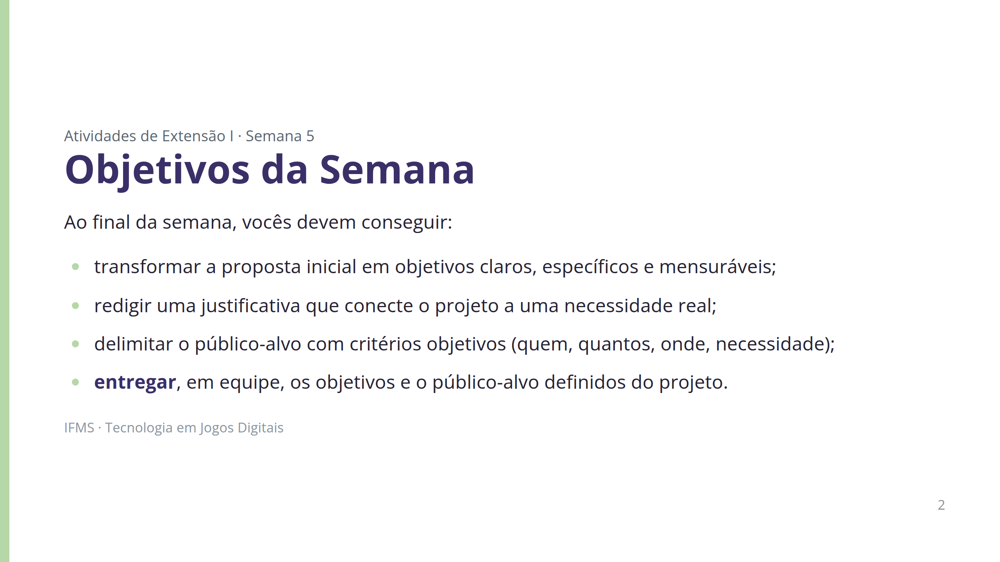 Atividades de Extensão I · Semana 5
Objetivos da Semana
Ao final da semana, vocês devem conseguir:
transformar a proposta inicial em objetivos claros, específicos e mensuráveis;
redigir uma justificativa que conecte o projeto a uma necessidade real;
delimitar o público-alvo com critérios objetivos (quem, quantos, onde, necessidade);
entregar, em equipe, os objetivos e o público-alvo definidos do projeto.
IFMS · Tecnologia em Jogos Digitais
2